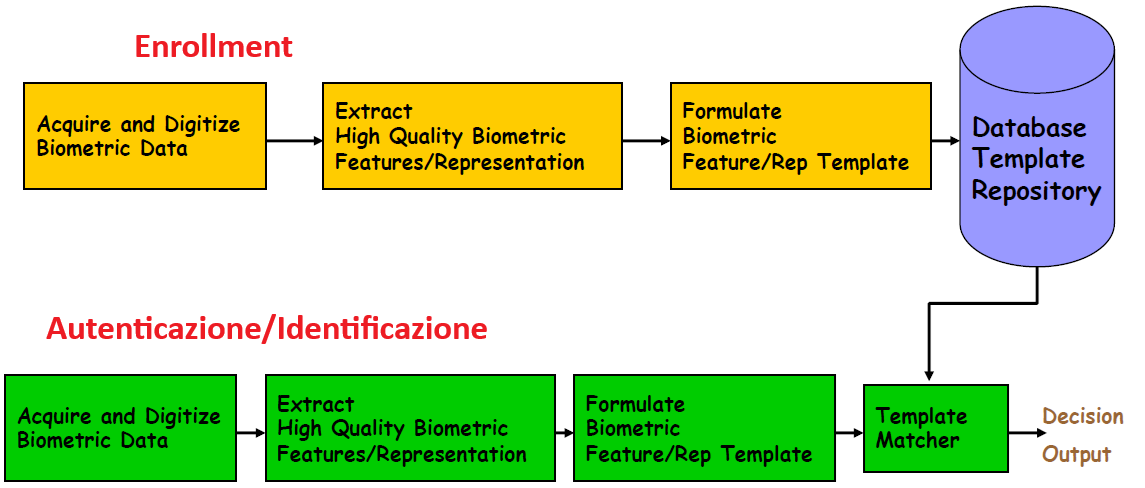 Enrollment
Acquire and Digitize
Biometric Data
Extract
High Quality Biometric
Features/Representation
Formulate
Biometric
Feature/Rep Template
Database
Template
Repository
Autenticazione/Identificazione
Acquire and Digitize
Biometric Data
Extract
High Quality Biometric
Features/Representation
Formulate
Biometric
Feature/Rep Template
Template
Matcher
Decision
Output